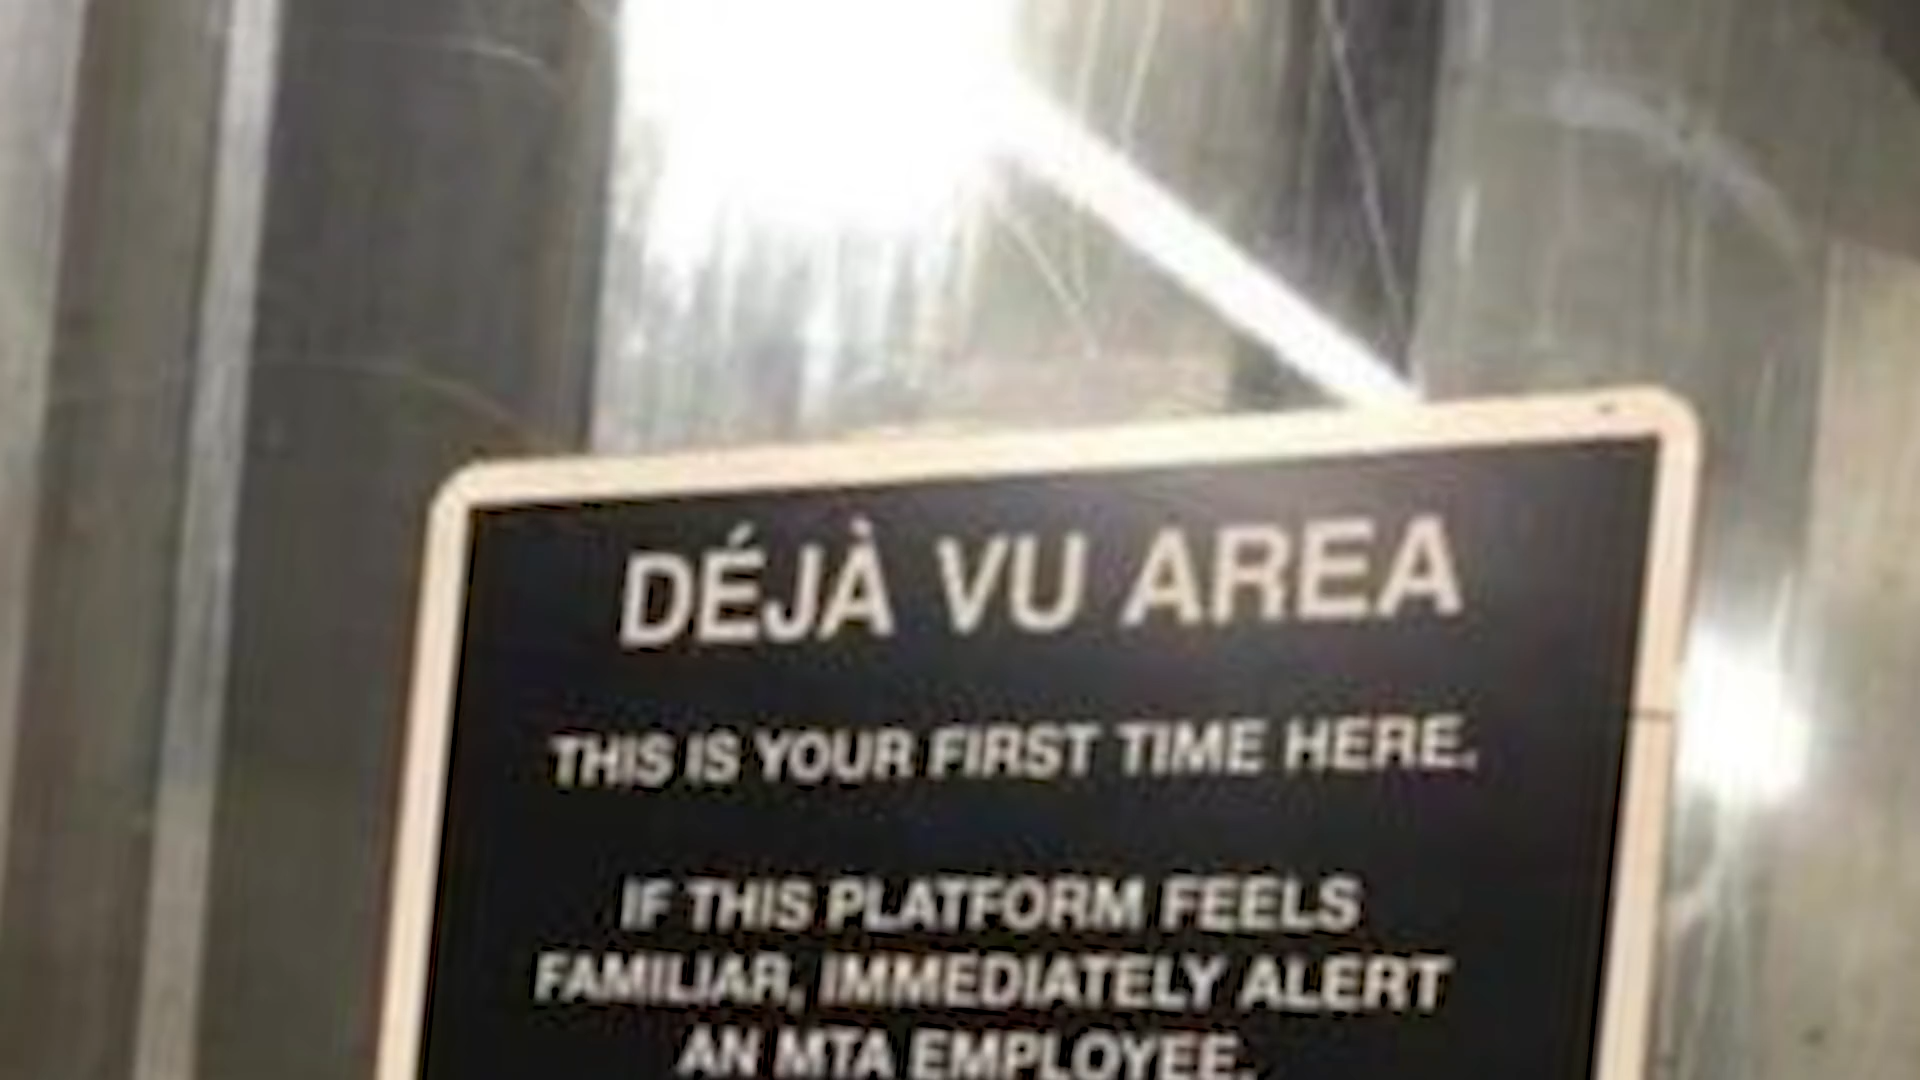 DÉJÀ VU AREA
THIS IS YOUR FIRST TIME HERE.
IF THIS PLATFORM FEELS
FAMILIAR, IMMEDIATELY ALERT
AN MTA EMPLOYEE.